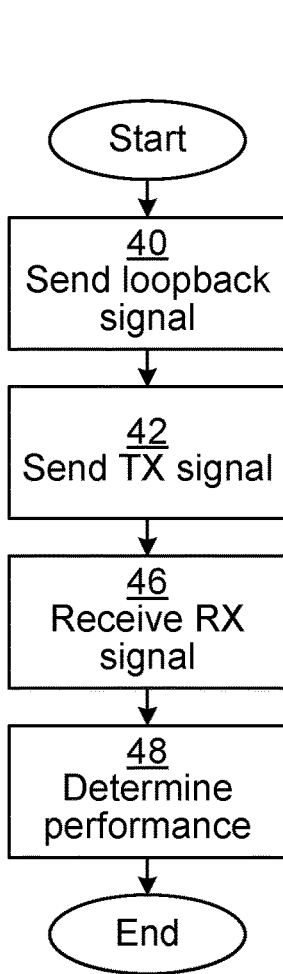 Start
40
Send loopback
signal
42
Send TX signal
46
Receive RX
signal
48
Determine
performance
End